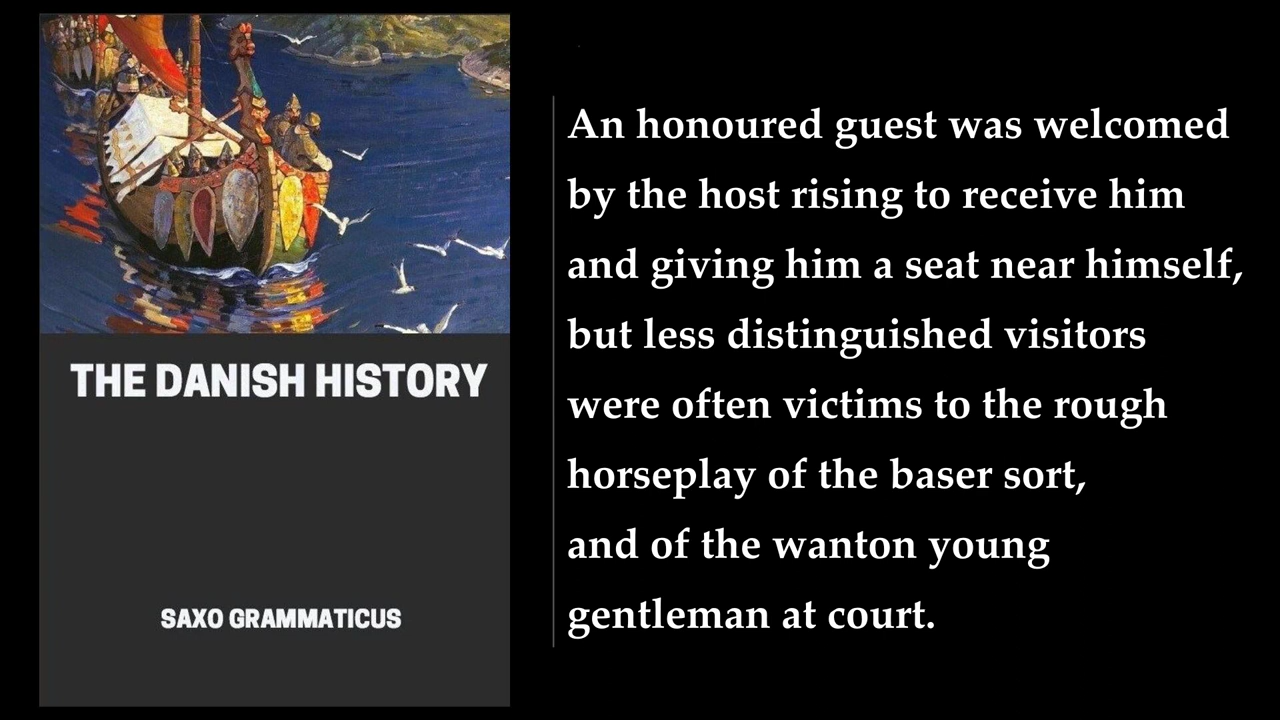 THE DANISH HISTORY
SAXO GRAMMATICUS
An honoured guest was welcomed
by the host rising to receive him
and giving him a seat near himself,
but less distinguished visitors
were often victims to the rough
horseplay of the baser sort,
and of the wanton young
gentleman at court.